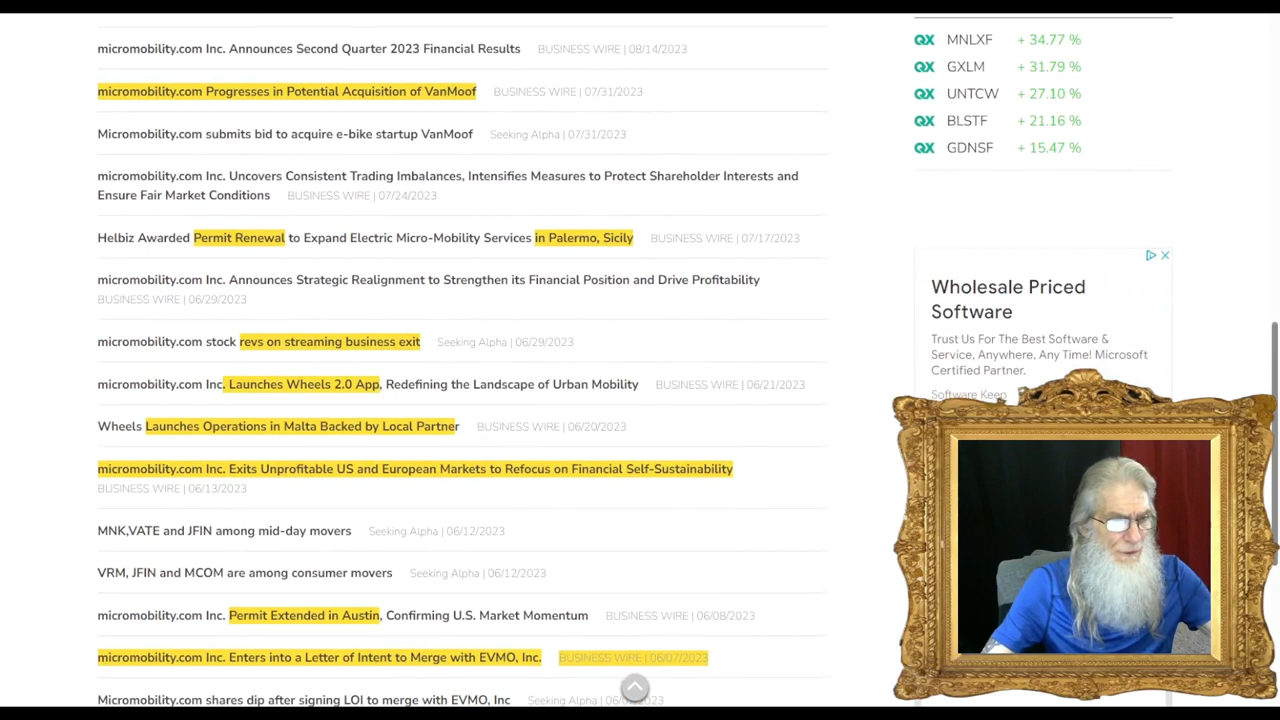 micromobility.com Inc. Announces Second Quarter 2023 Financial Results BUSINESS WIRE | 08/14/2023
micromobility.com Progresses in Potential Acquisition of VanMoof BUSINESS WIRE | 07/31/2023
Micromobility.com submits bid to acquire e-bike startup VanMoof Seeking Alpha | 07/31/2023
micromobility.com Inc. Uncovers Consistent Trading Imbalances, Intensifies Measures to Protect Shareholder Interests and
Ensure Fair Market Conditions BUSINESS WIRE | 07/24/2023
Helbiz Awarded Permit Renewal to Expand Electric Micro-Mobility Services in Palermo, Sicily BUSINESS WIRE | 07/17/2023
micromobility.com Inc. Announces Strategic Realignment to Strengthen its Financial Position and Drive Profitability
BUSINESS WIRE | 06/29/2023
micromobility.com stock revs on streaming business exit Seeking Alpha | 06/29/2023
micromobility.com Inc. Launches Wheels 2.0 App, Redefining the Landscape of Urban Mobility BUSINESS WIRE | 06/21/2023
Wheels Launches Operations in Malta Backed by Local Partner BUSINESS WIRE | 06/20/2023
micromobility.com Inc. Exits Unprofitable US and European Markets to Refocus on Financial Self-Sustainability
BUSINESS WIRE | 06/13/2023
MNK,VATE and JFIN among mid-day movers Seeking Alpha | 06/12/2023
VRM, JFIN and MCOM are among consumer movers Seeking Alpha | 06/12/2023
micromobility.com Inc. Permit Extended in Austin, Confirming U.S. Market Momentum BUSINESS WIRE | 06/08/2023
micromobility.com Inc. Enters into a Letter of Intent to Merge with EVMO, Inc. BUSINESS WIRE | 06/07/2023
Micromobility.com shares dip after signing LOI to merge with EVMO, Inc Seeking Alpha
QX MNLXF + 34.77 %
QX GXLM + 31.79 %
QX UNTCW + 27.10 %
QX BLSTF + 21.16 %
QX GDNSF + 15.47 %
Wholesale Priced
Software
Trust Us For The Best Software &
Service, Anywhere, Any Time! Microsoft
Certified Partner.
Software Keep